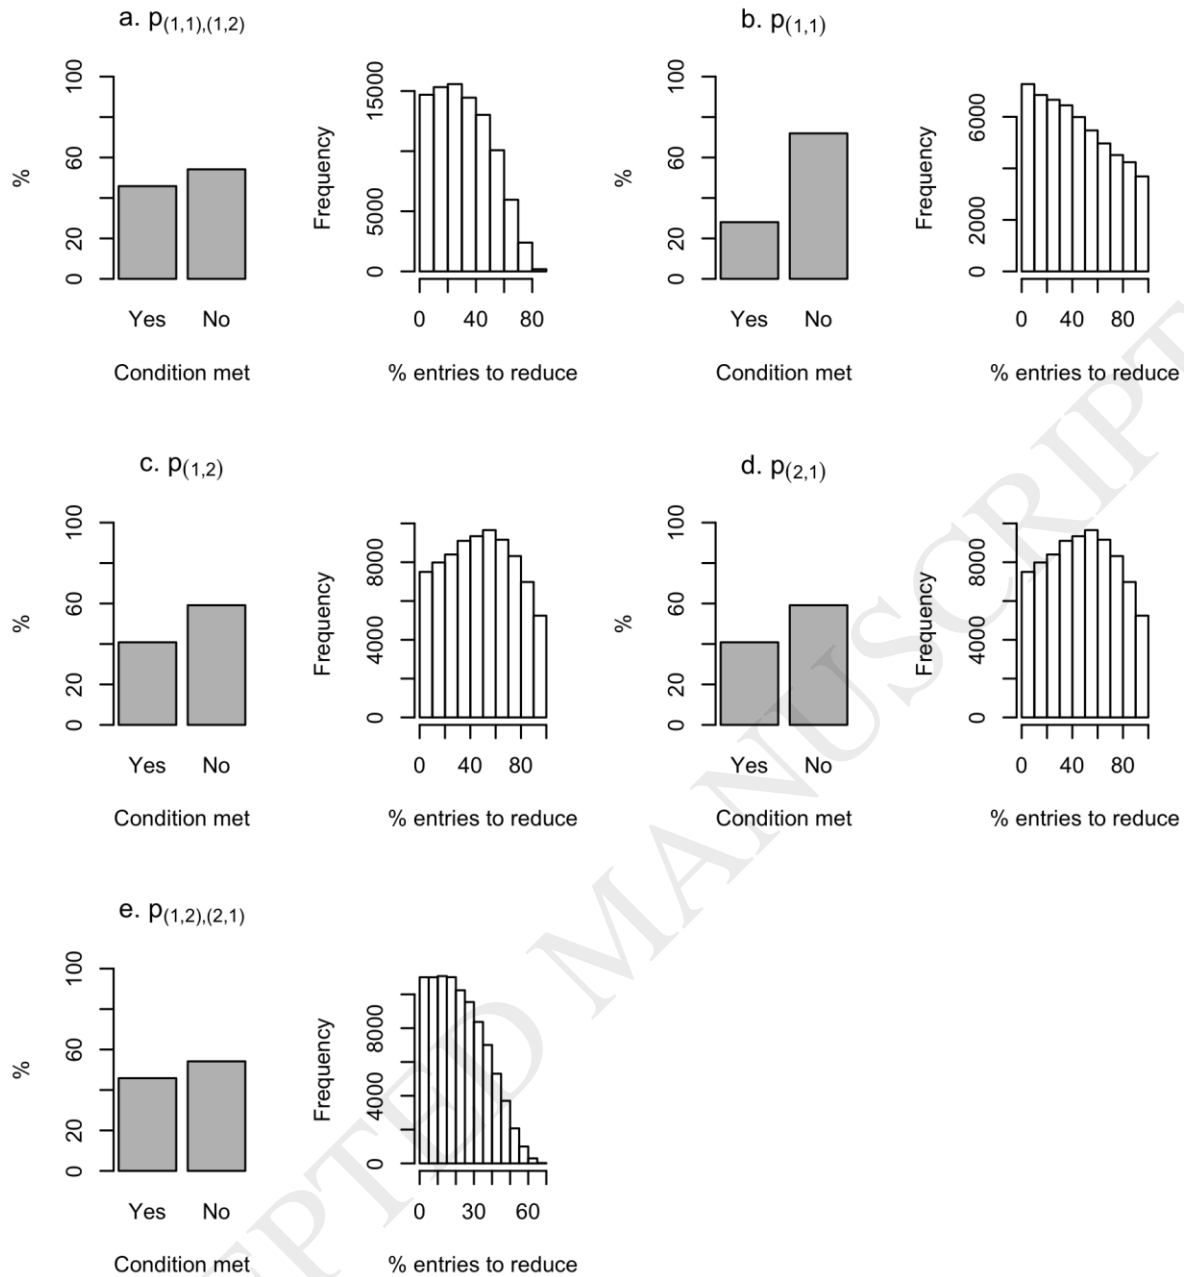 a. p(1,1),(1,2)
b. p(1,1)
%
0 20 60 100
Yes No
Condition met
Frequency
0 5000 15000
0 40 80
% entries to reduce
%
0 20 60 100
Yes No
Condition met
Frequency
0 2000 6000
0 40 80
% entries to reduce
c. p(1,2)
d. p(2,1)
%
0 20 60 100
Yes No
Condition met
Frequency
0 4000 8000
0 40 80
% entries to reduce
%
0 20 60 100
Yes No
Condition met
Frequency
0 4000 8000
0 40 80
% entries to reduce
e. p(1,2),(2,1)
%
0 20 60 100
Yes No
Condition met
Frequency
0 4000 8000
0 30 60
% entries to reduce
EPTED MANUSCRIPT